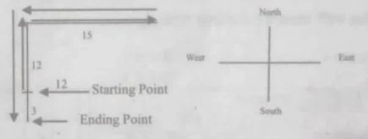 North
15
West
East
12
12
Starting Point
South
3
Ending Point